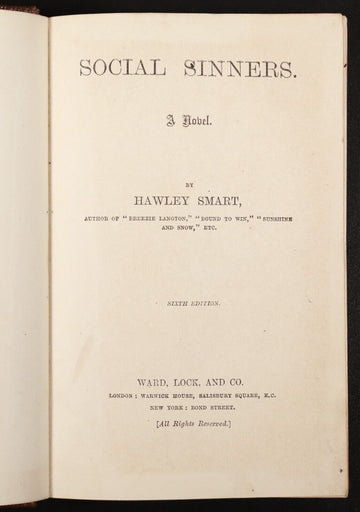 SOCIAL SINNERS.
A Novel.
BY
HAWLEY SMART,
AUTHOR OF "BREEZIE LANGTON," "BOUND TO WIN," "SUNSHINE
AND SNOW," ETC.
SIXTH EDITION.
WARD, LOCK, AND CO.
LONDON: WARWICK HOUSE, SALISBURY SQUARE, E.C.
NEW YORK: BOND STREET.
[All Rights Reserved.]